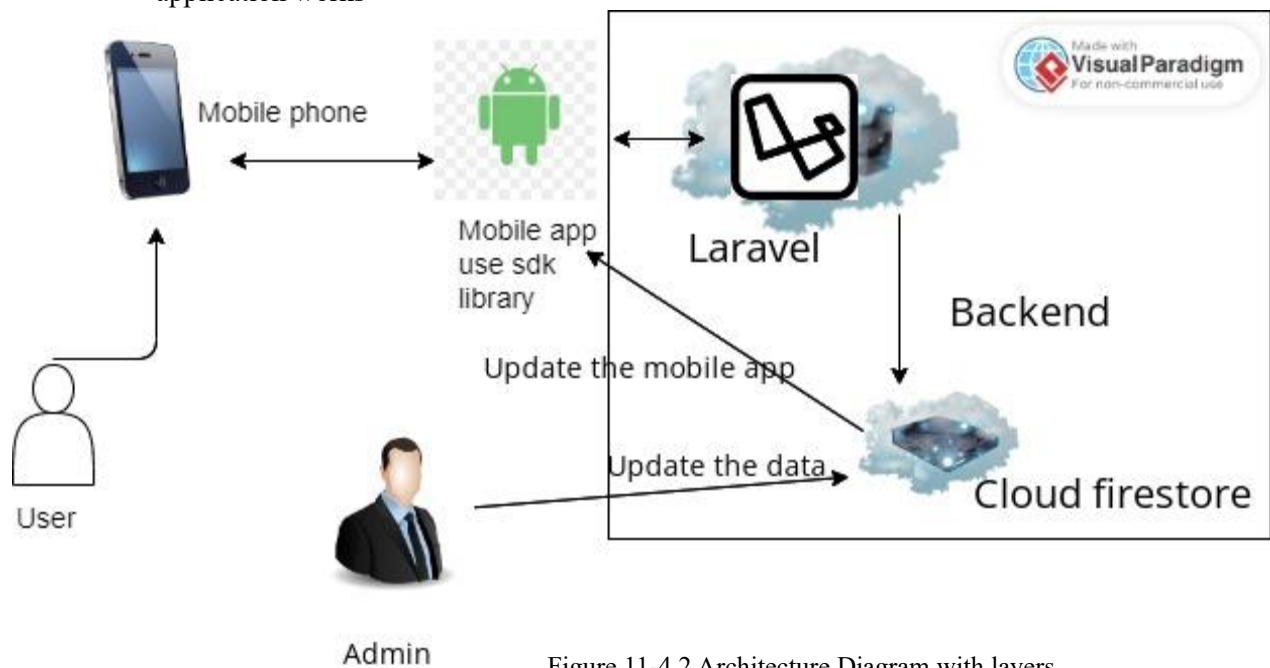 application works
Made with
Visual Paradigm
For non-commercial use
Mobile phone
Mobile app
use sdk
library
Laravel
Backend
Update the mobile app
Update the data
Cloud firestore
User
Admin
Figure 11-4.2 Architecture Diagram with layers